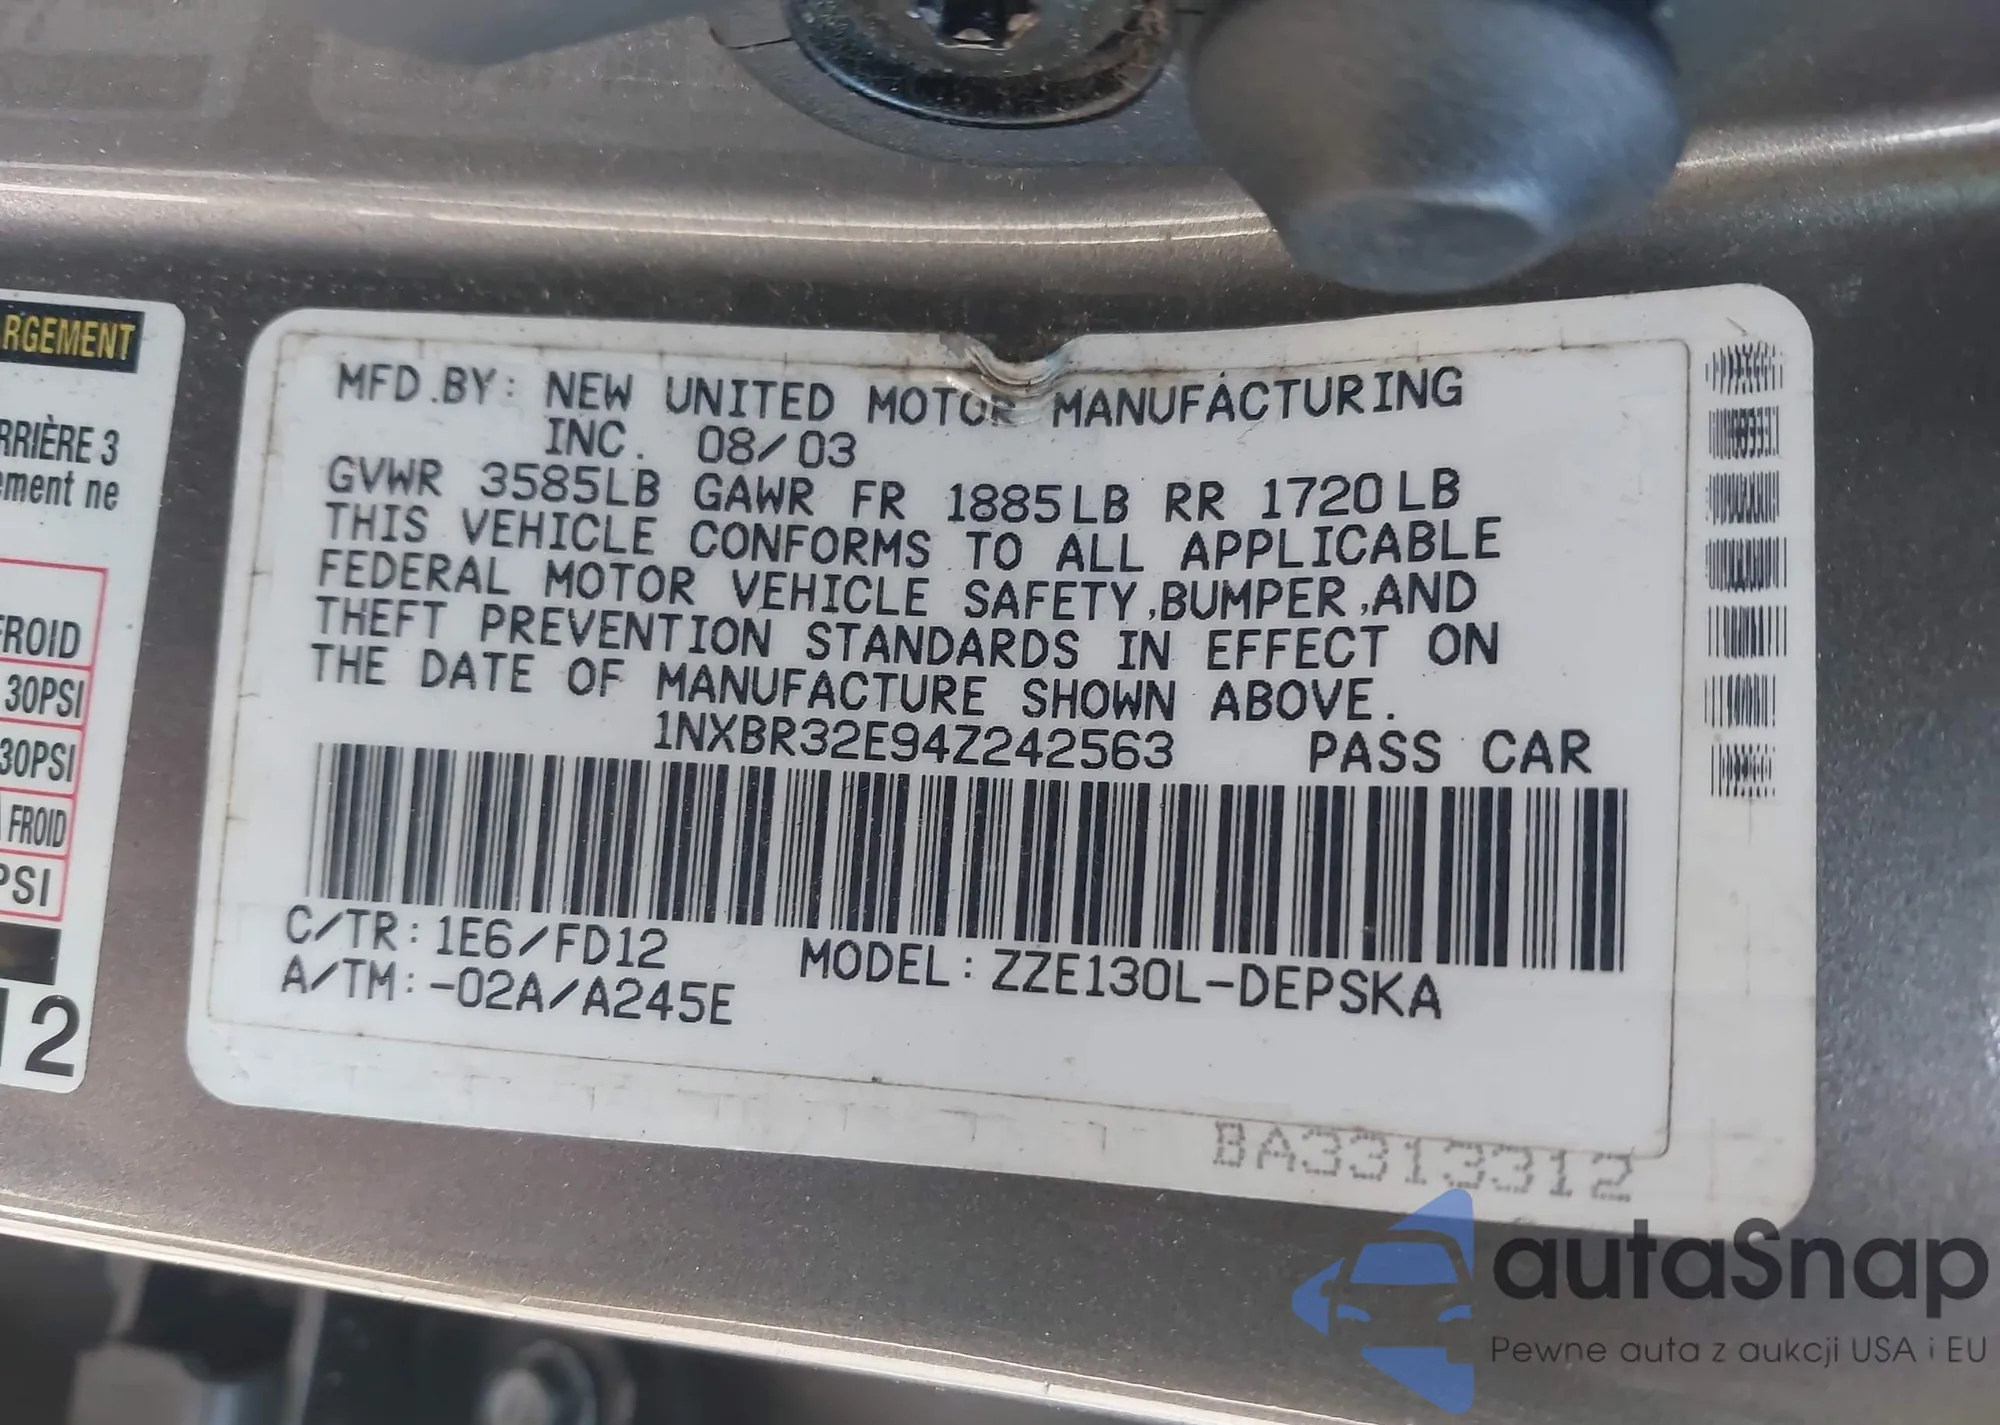 RGEMENT
RRIÈRE 3
ement ne
FROID
30PSI
30PSI
FROID
PSI
12
MFD.BY: NEW UNITED MOTOR MANUFACTURING
INC. 08/03
GVWR 3585LB GAWR FR 1885LB RR 1720LB
THIS VEHICLE CONFORMS TO ALL APPLICABLE
FEDERAL MOTOR VEHICLE SAFETY,BUMPER,AND
THEFT PREVENTION STANDARDS IN EFFECT ON
THE DATE OF MANUFACTURE SHOWN ABOVE.
1NXBR32E94Z242563 PASS CAR
C/TR:1E6/FD12
A/TM:-02A/A245E
MODEL:ZZE130L-DEPSKA
BA3313312
autaSnap
Pewne auta z aukcji USA i EU